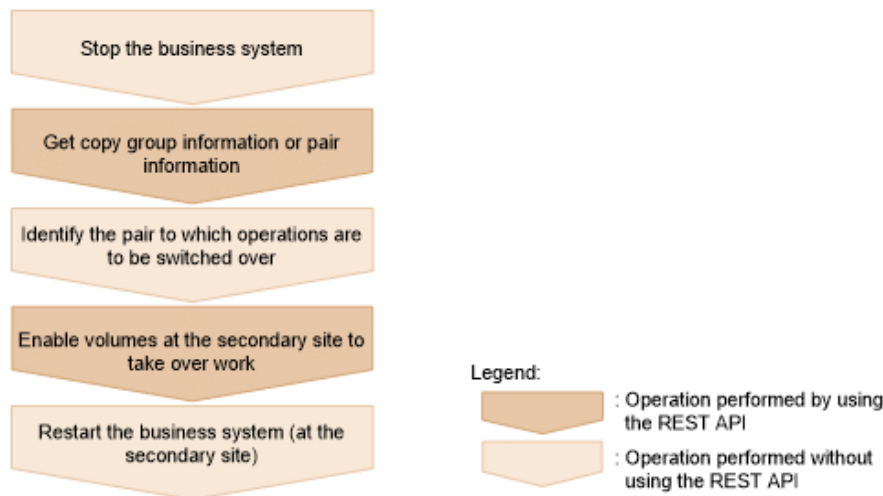 Stop the business system
Get copy group information or pair
information
Identify the pair to which operations are
to be switched over
Enable volumes at the secondary site to
take over work
Restart the business system (at the
secondary site)
Legend:
: Operation performed by using
the REST API
: Operation performed without
using the REST API